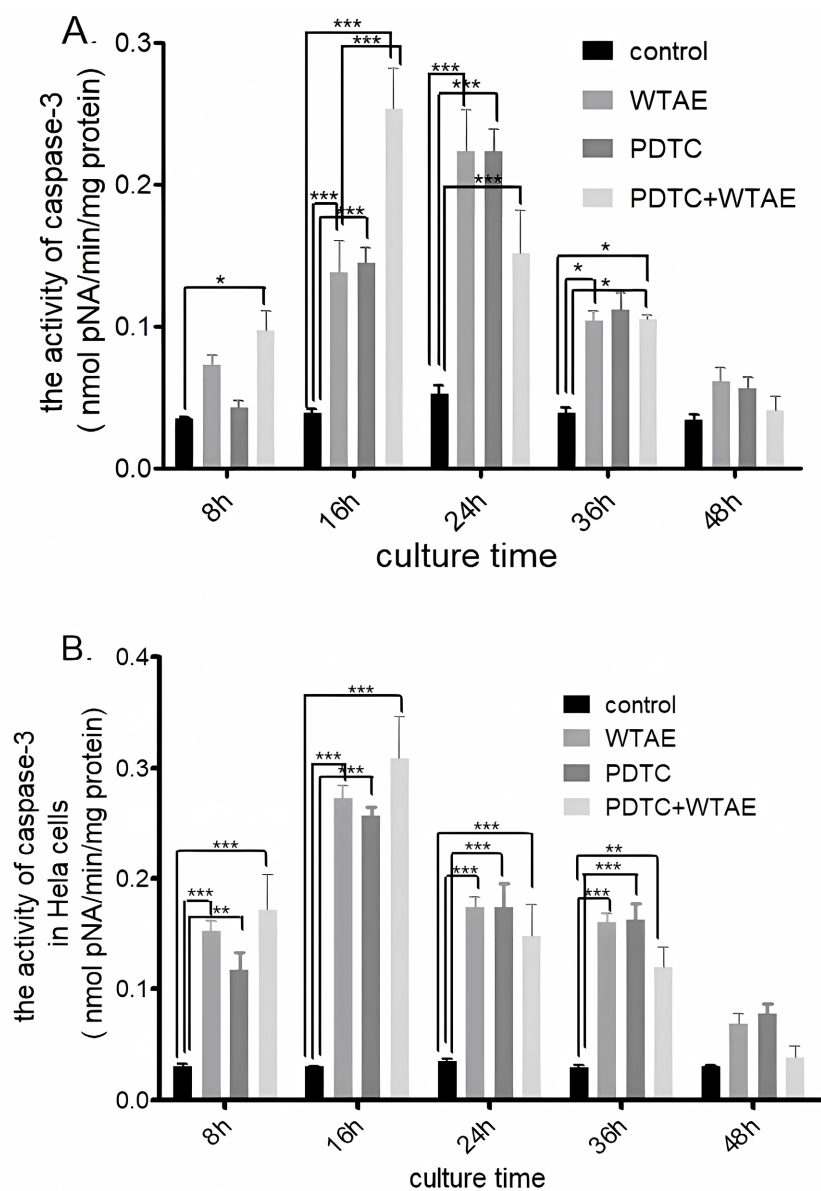 A.
the activity of caspase-3
( nmol pNA/min/mg protein)
0.3
0.2
0.1
0.0
control
WTAE
PDTC
PDTC+WTAE
*
***
***
***
***
***
***
***
*
*
*
8h
16h
24h
36h
48h
culture time
B.
the activity of caspase-3
in Hela cells
( nmol pNA/min/mg protein)
0.4
0.3
0.2
0.1
0.0
control
WTAE
PDTC
PDTC+WTAE
***
***
**
***
***
***
***
***
***
**
***
***
8h
16h
24h
36h
48h
culture time